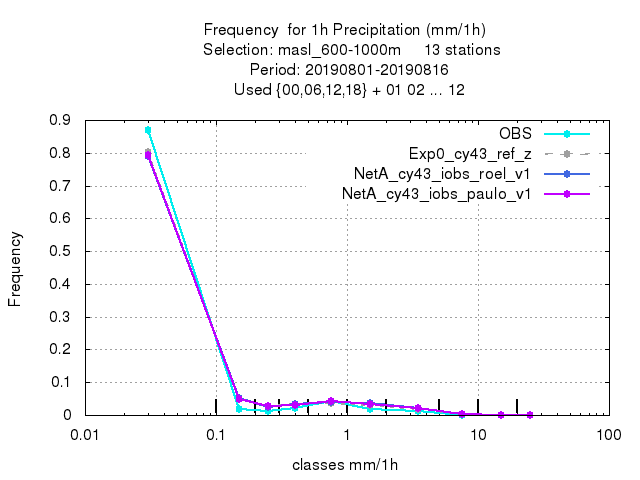 Frequency  for 1h Precipitation (mm/1h)
Selection: masl_600-1000m     13 stations
Period: 20190801-20190816
Used {00,06,12,18} + 01 02 ... 12
OBS
Exp0_cy43_ref_z
NetA_cy43_iobs_roel_v1
NetA_cy43_iobs_paulo_v1
0.9
0.8
0.7
0.6
0.5
0.4
0.3
0.2
0.1
0
Frequency
0.01 0.1 1 10 100
classes mm/1h